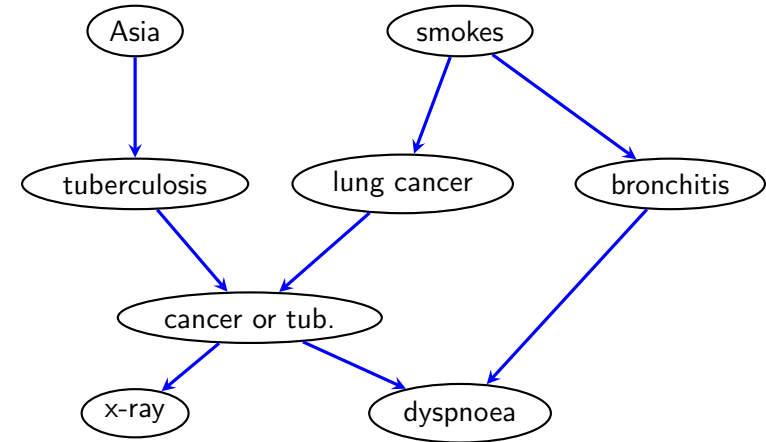 Asia
smokes
tuberculosis
lung cancer
bronchitis
cancer or tub.
x-ray
dyspnoea